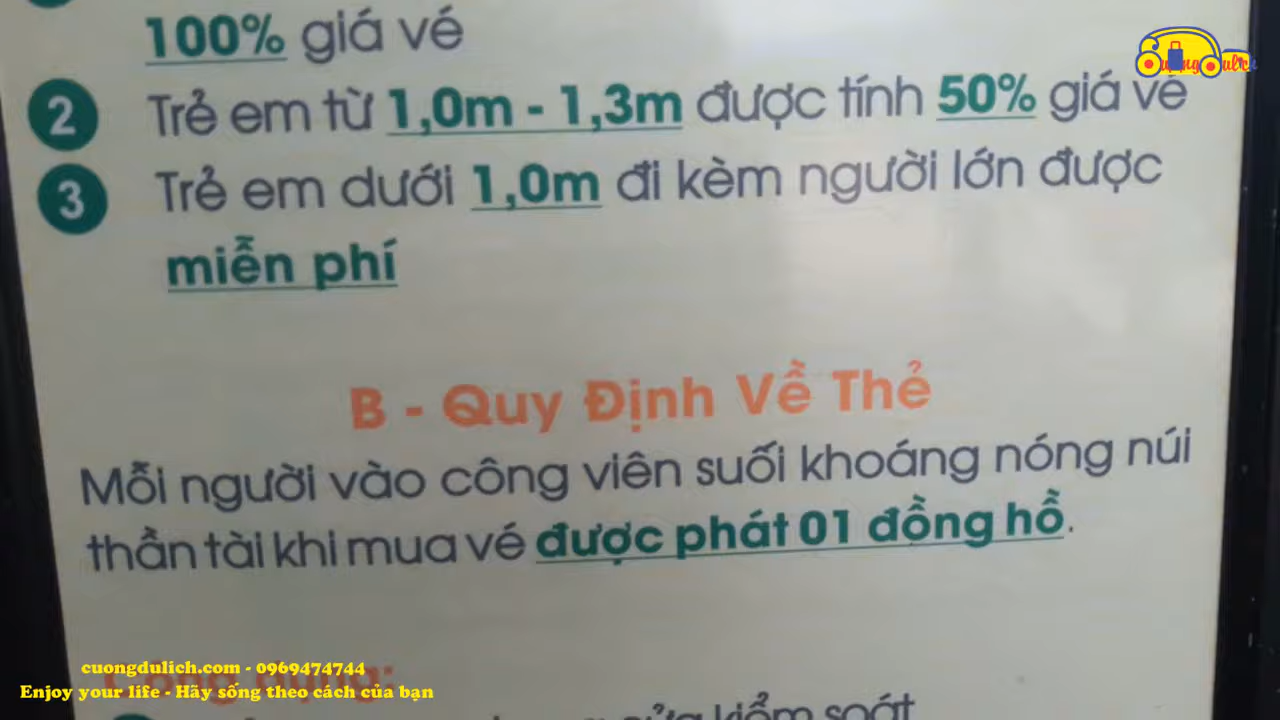 100% giá vé
2 Trẻ em từ 1,0m - 1,3m được tính 50% giá vé
3 Trẻ em dưới 1,0m đi kèm người lớn được
miễn phí
B - Quy Định Về Thẻ
Mỗi người vào công viên suối khoáng nóng núi
thần tài khi mua vé được phát 01 đồng hồ.
cuongdulich.com - 0969474744
Enjoy your life - Hãy sống theo cách của bạn
kiểm soát